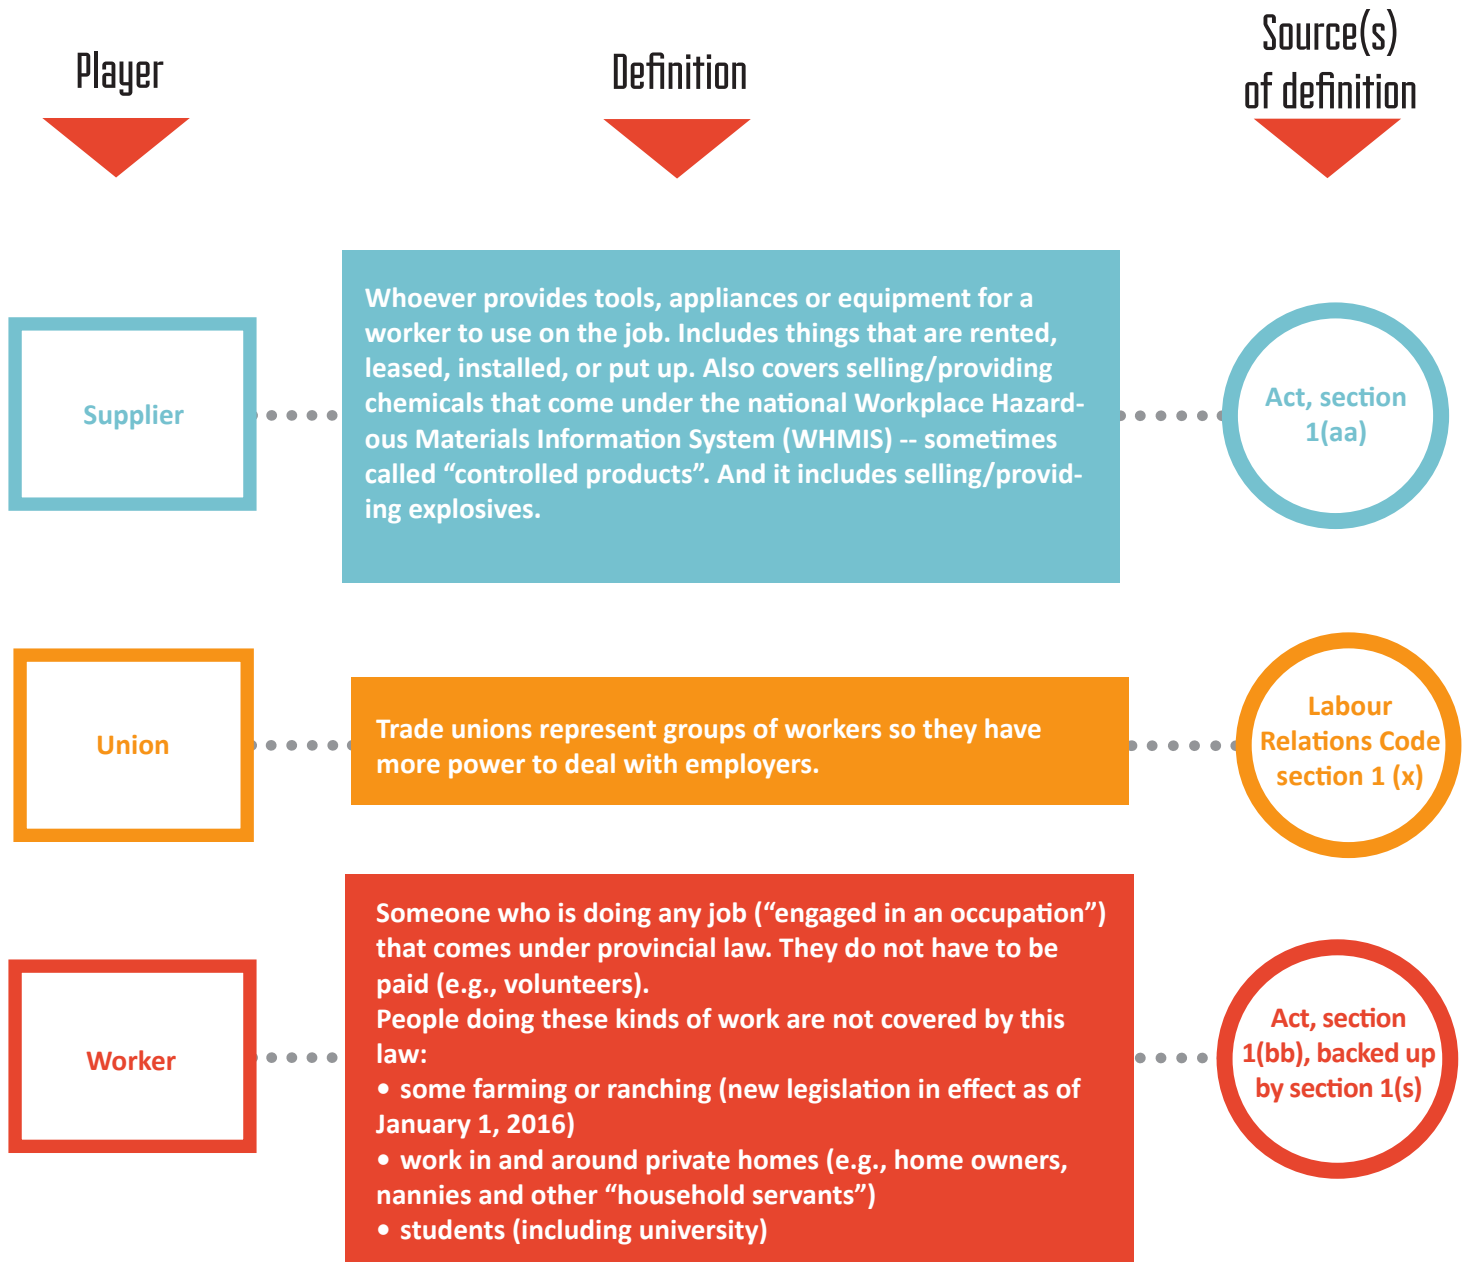 Player
Definition
Source(s)
of definition
Supplier
Whoever provides tools, appliances or equipment for a
worker to use on the job. Includes things that are rented,
leased, installed, or put up. Also covers selling/providing
chemicals that come under the national Workplace Hazard-
ous Materials Information System (WHMIS) -- sometimes
called “controlled products”. And it includes selling/provid-
ing explosives.
Act, section
1(aa)
Union
Trade unions represent groups of workers so they have
more power to deal with employers.
Labour
Relations Code
section 1 (x)
Worker
Someone who is doing any job (“engaged in an occupation”)
that comes under provincial law. They do not have to be
paid (e.g., volunteers).
People doing these kinds of work are not covered by this
law:
• some farming or ranching (new legislation in effect as of
January 1, 2016)
• work in and around private homes (e.g., home owners,
nannies and other “household servants”)
• students (including university)
Act, section
1(bb), backed up
by section 1(s)